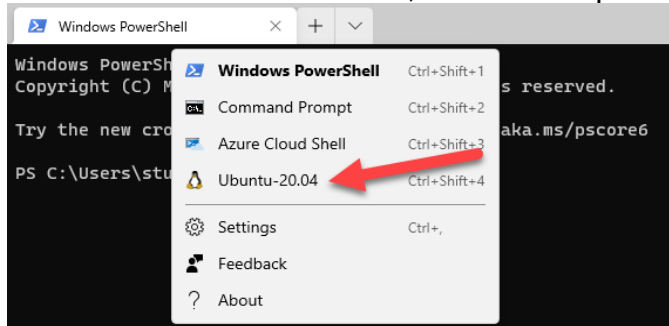 Windows PowerShell
Windows PowerSh
Copyright (C) M
s reserved.
Try the new cro
aka.ms/pscore6
PS C:\Users\stu
Windows PowerShell Ctrl+Shift+1
Command Prompt Ctrl+Shift+2
Azure Cloud Shell Ctrl+Shift+3
Ubuntu-20.04 Ctrl+Shift+4
Settings Ctrl+,
Feedback
About